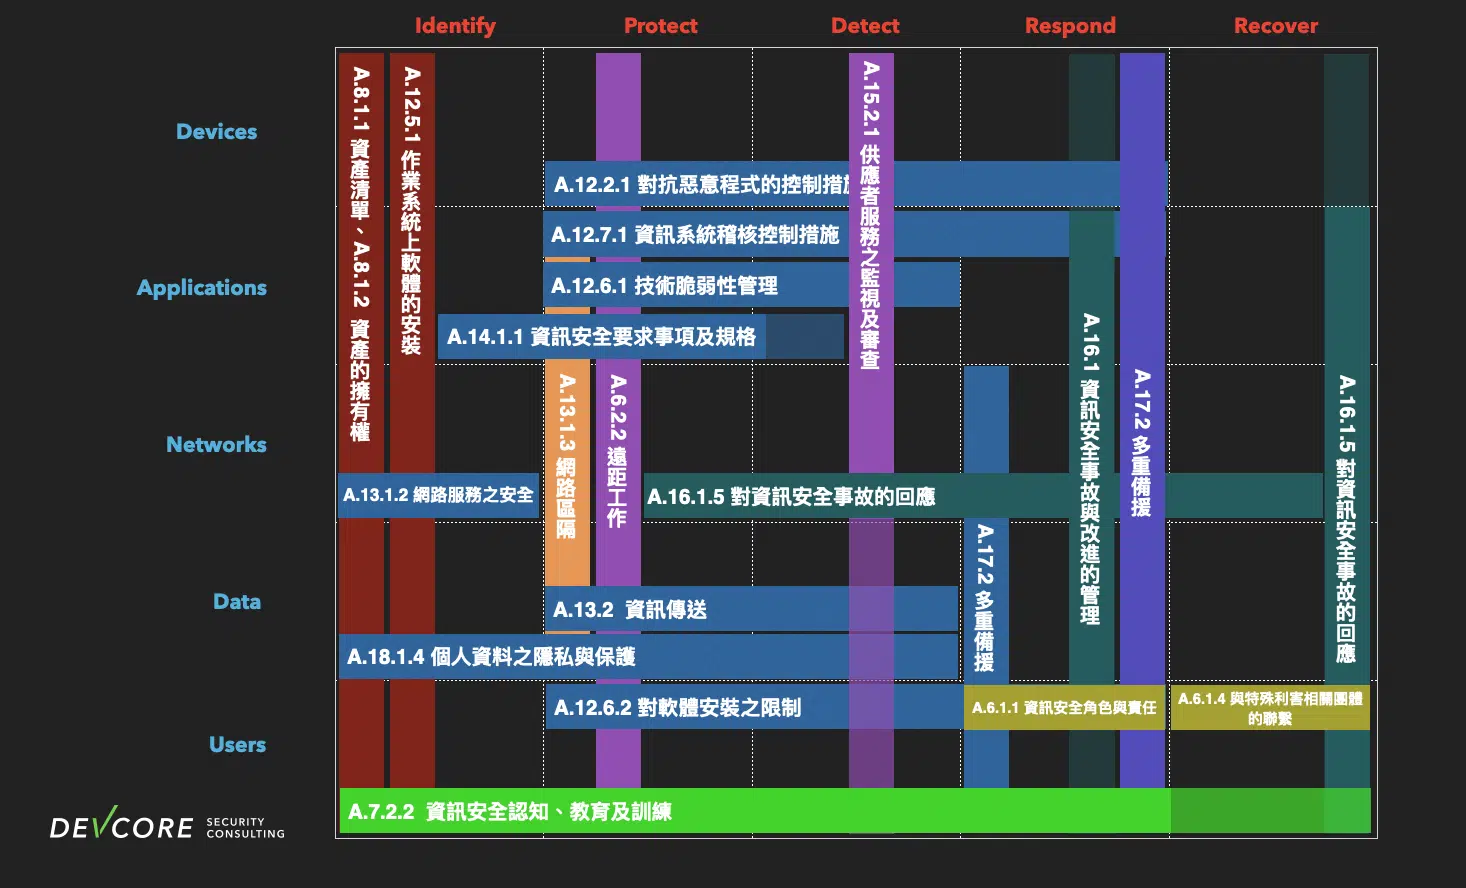 Identify
Protect
Detect
Respond
Recover
Devices
Applications
Networks
Data
Users
A.8.1.1 資產清單、A.8.1.2 資產的擁有權
A.12.5.1 作業系統上軟體的安裝
A.15.2.1 供應者服務之監視及審查
A.12.2.1 對抗惡意程式的控制措施
A.12.7.1 資訊系統稽核控制措施
A.12.6.1 技術脆弱性管理
A.14.1.1 資訊安全要求事項及規格
A.16.1 資訊安全事故與改進的管理
A.17.2 多重備援
A.16.1.5 對資訊安全事故的回應
A.13.1.3 網路區隔
A.6.2.2 遠距工作
A.13.1.2 網路服務之安全
A.16.1.5 對資訊安全事故的回應
A.17.2 多重備援
A.13.2 資訊傳送
A.18.1.4 個人資料之隱私與保護
A.12.6.2 對軟體安裝之限制
A.6.1.1 資訊安全角色與責任
A.6.1.4 與特殊利害相關團體
的聯繫
A.7.2.2 資訊安全認知、教育及訓練
DEVCORE
SECURITY
CONSULTING